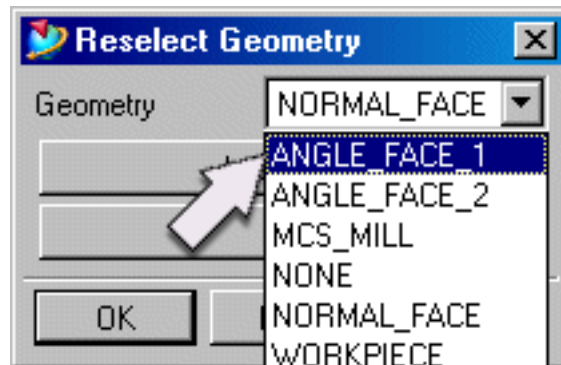 Reselect Geometry
Geometry NORMAL_FACE
ANGLE_FACE_1
ANGLE_FACE_2
MCS_MILL
NONE
OK NORMAL_FACE
WORKPIECE